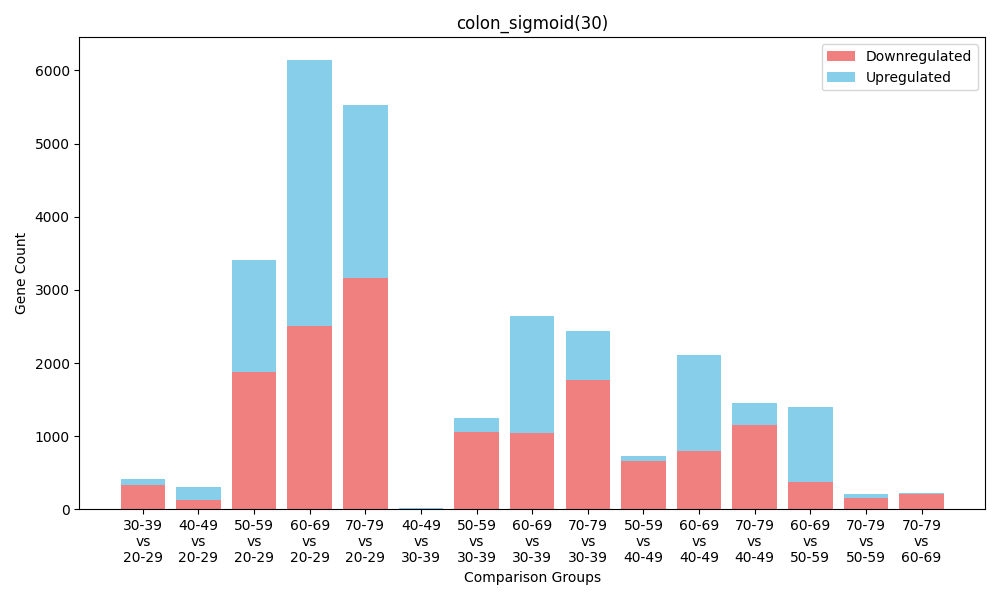 colon_sigmoid(30)
Downregulated
Upregulated
6000
5000
4000
3000
2000
1000
0
Gene Count
30-39 40-49 50-59 60-69 70-79 40-49 50-59 60-69 70-79 50-59 60-69 70-79 60-69 70-79 70-79
vs vs vs vs vs vs vs vs vs vs vs vs vs vs vs
20-29 20-29 20-29 20-29 20-29 30-39 30-39 30-39 30-39 40-49 40-49 40-49 50-59 50-59 60-69
Comparison Groups